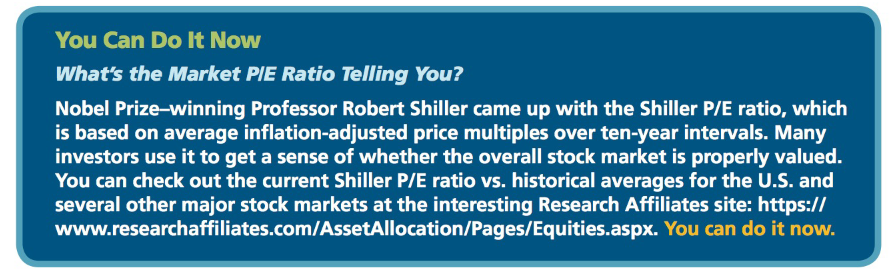 You Can Do It Now
What's the Market P/E Ratio Telling You?
Nobel Prize–winning Professor Robert Shiller came up with the Shiller P/E ratio, which
is based on average inflation-adjusted price multiples over ten-year intervals. Many
investors use it to get a sense of whether the overall stock market is properly valued.
You can check out the current Shiller P/E ratio vs. historical averages for the U.S. and
several other major stock markets at the interesting Research Affiliates site: https://
www.researchaffiliates.com/AssetAllocation/Pages/Equities.aspx. You can do it now.